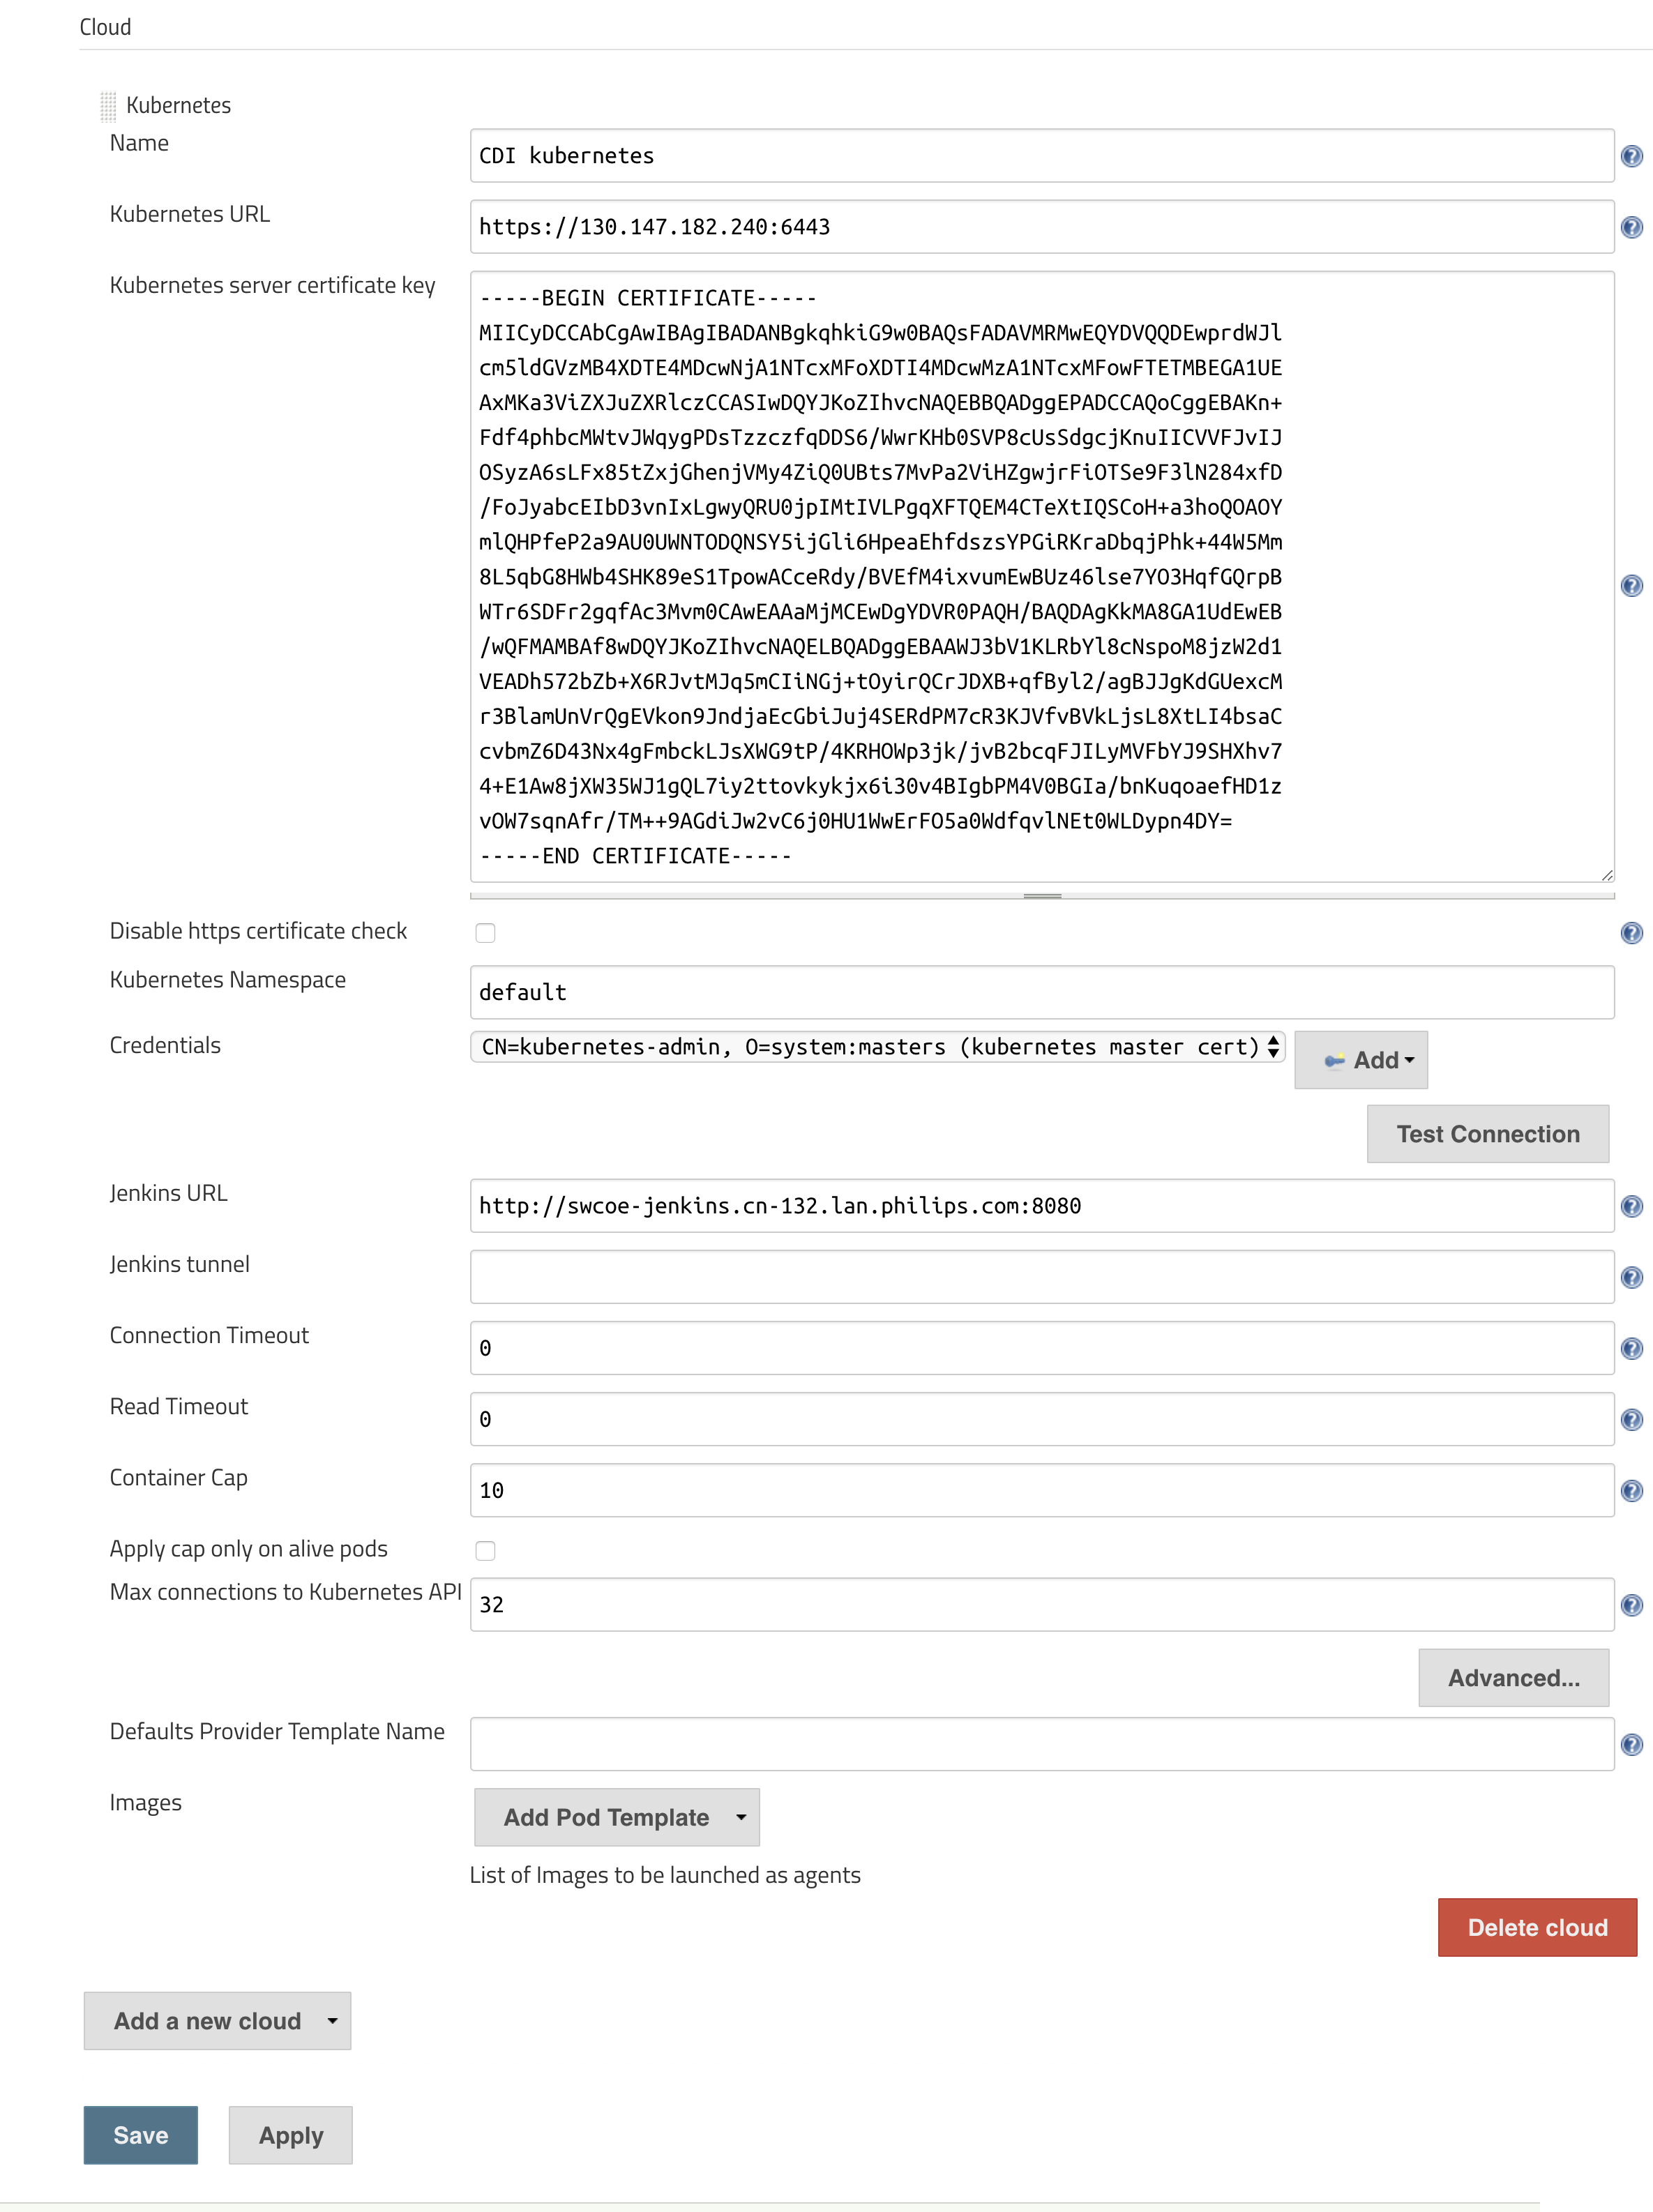 Cloud
Kubernetes
Name
CDI kubernetes
Kubernetes URL
https://130.147.182.240:6443
Kubernetes server certificate key
-----BEGIN CERTIFICATE-----
MIICyDCCAbCgAwIBAgIBADANBgkqhkiG9w0BAQsFADAVMRMwEQYDVQQDEwprdWJl
cm5ldGVzMB4XDTE4MDcwNjA1NTcxMFoXDTI4MDcwMzA1NTcxMFowFTETMBEGA1UE
AxMKa3ViZXJuZXRlczCCASIwDQYJKoZIhvcNAQEBBQADggEPADCCAQoCggEBAKn+
Fdf4phbcMWtvJWqygPDsTzzczfqDDS6/WwrKHb0SVP8cUsSdgcjKnuIICVVFJvIJ
OSyzA6sLFx85tZxjGhenjVMy4ZiQ0UBts7MvPa2ViHZgwjrFiOTSe9F3lN284xfD
/FoJyabcEIbD3vnIxLgwyQRU0jpIMtIVLPgqXFTQEM4CTeXtIQSCoH+a3hoQOAOY
mlQHPfeP2a9AU0UWNTODQNSY5ijGli6HpeaEhfdszsYPGiRKraDbqjPhk+44W5Mm
8L5qbG8HWb4SHK89eS1TpowACceRdy/BVEfM4ixvumEwBUz46lse7YO3HqfGQrpB
WTr6SDFr2gqfAc3Mvm0CAwEAAaMjMCEwDgYDVR0PAQH/BAQDAgKkMA8GA1UdEwEB
/wQFMAMBAf8wDQYJKoZIhvcNAQELBQADggEBAAWJ3bV1KLRbYl8cNspoM8jzW2d1
VEADh572bZb+X6RJvtMJq5mCIiNGj+tOyirQCrJDXB+qfByl2/agBJJgKdGUexcM
r3BlamUnVrQgEVkon9JndjaEcGbiJuj4SERdPM7cR3KJVfvBVkLjsL8XtLI4bsaC
cvbmZ6D43Nx4gFmbckLJsXWG9tP/4KRHOWp3jk/jvB2bcqFJILyMVFbYJ9SHXhv7
4+E1Aw8jXW35WJ1gQL7iy2ttovkykjx6i30v4BIgbPM4V0BGIa/bnKuqoaefHD1z
vOW7sqnAfr/TM++9AGdiJw2vC6j0HU1WwErFO5a0WdfqvlNEt0WLDypn4DY=
-----END CERTIFICATE-----
Disable https certificate check
Kubernetes Namespace
default
Credentials
CN=kubernetes-admin, O=system:masters (kubernetes master cert)
Add
Test Connection
Jenkins URL
http://swcoe-jenkins.cn-132.lan.philips.com:8080
Jenkins tunnel
Connection Timeout
0
Read Timeout
0
Container Cap
10
Apply cap only on alive pods
Max connections to Kubernetes API
32
Advanced...
Defaults Provider Template Name
Images
Add Pod Template
List of Images to be launched as agents
Delete cloud
Add a new cloud
Save
Apply